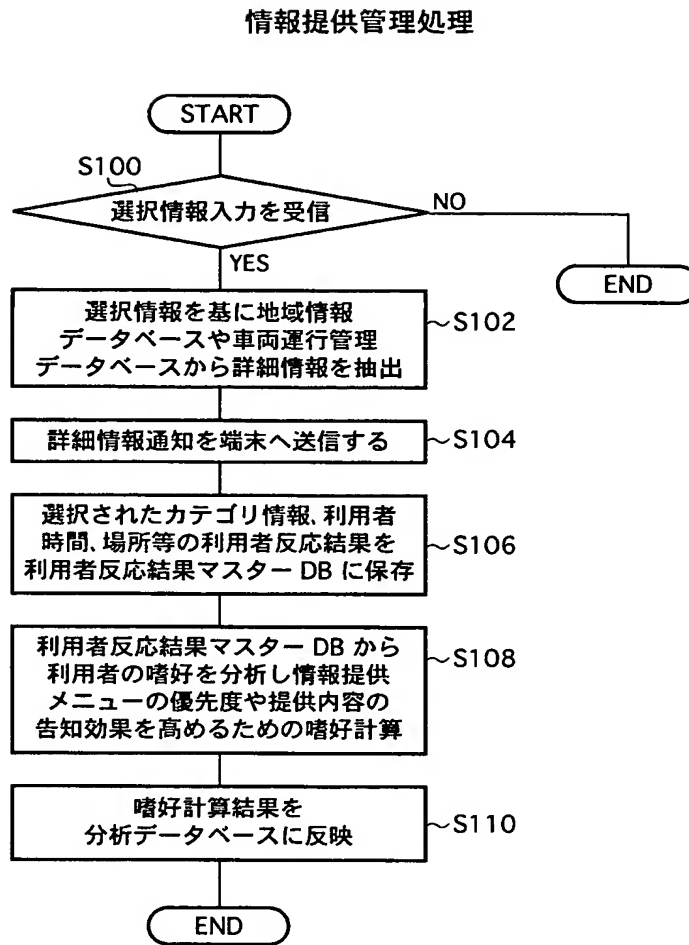 情報提供管理処理
START
S100
選択情報入力を受信
NO
YES
END
選択情報を基に地域情報
データベースや車両運行管理
データベースから詳細情報を抽出
~S102
詳細情報通知を端末へ送信する
~S104
選択されたカテゴリ情報、利用者
時間、場所等の利用者反応結果を
利用者反応結果マスター DB に保存
~S106
利用者反応結果マスター DB から
利用者の嗜好を分析し情報提供
メニューの優先度や提供内容の
告知効果を高めるための嗜好計算
~S108
嗜好計算結果を
分析データベースに反映
~S110
END